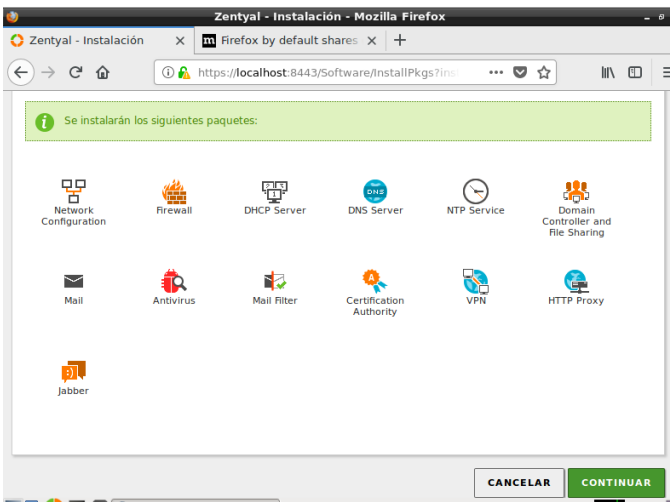 Zentyal - Instalación - Mozilla Firefox
Zentyal - Instalación
m Firefox by default shares
https://localhost:8443/Software/InstallPkgs?ins
Se instalarán los siguientes paquetes:
Network Configuration
Firewall
DHCP Server
DNS
DNS Server
NTP Service
Domain Controller and File Sharing
Mail
Antivirus
Mail Filter
A
Certification Authority
VPN
HTTP Proxy
:)
Jabber
CANCELAR
CONTINUAR